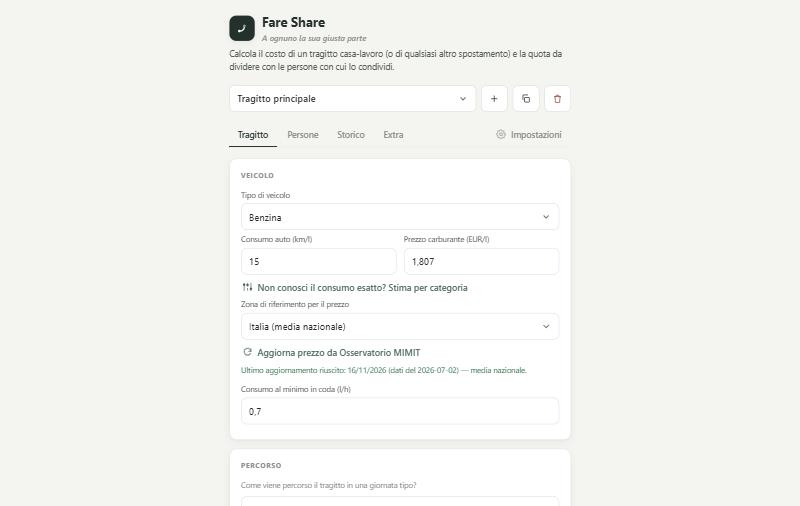 Fare Share
A ognuno la sua giusta parte
Calcola il costo di un tragitto casa-lavoro (o di qualsiasi altro spostamento) e la quota da
dividere con le persone con cui lo condividi.
Tragitto principale
Tragitto Persone Storico Extra Impostazioni
VEICOLO
Tipo di veicolo
Benzina
Consumo auto (km/l) Prezzo carburante (EUR/l)
15 1,807
Non conosci il consumo esatto? Stima per categoria
Zona di riferimento per il prezzo
Italia (media nazionale)
Aggiorna prezzo da Osservatorio MIMIT
Ultimo aggiornamento riuscito: 16/11/2026 (dati del 2026-07-02) — media nazionale.
Consumo al minimo in coda (l/h)
0,7
PERCORSO
Come viene percorso il tragitto in una giornata tipo?